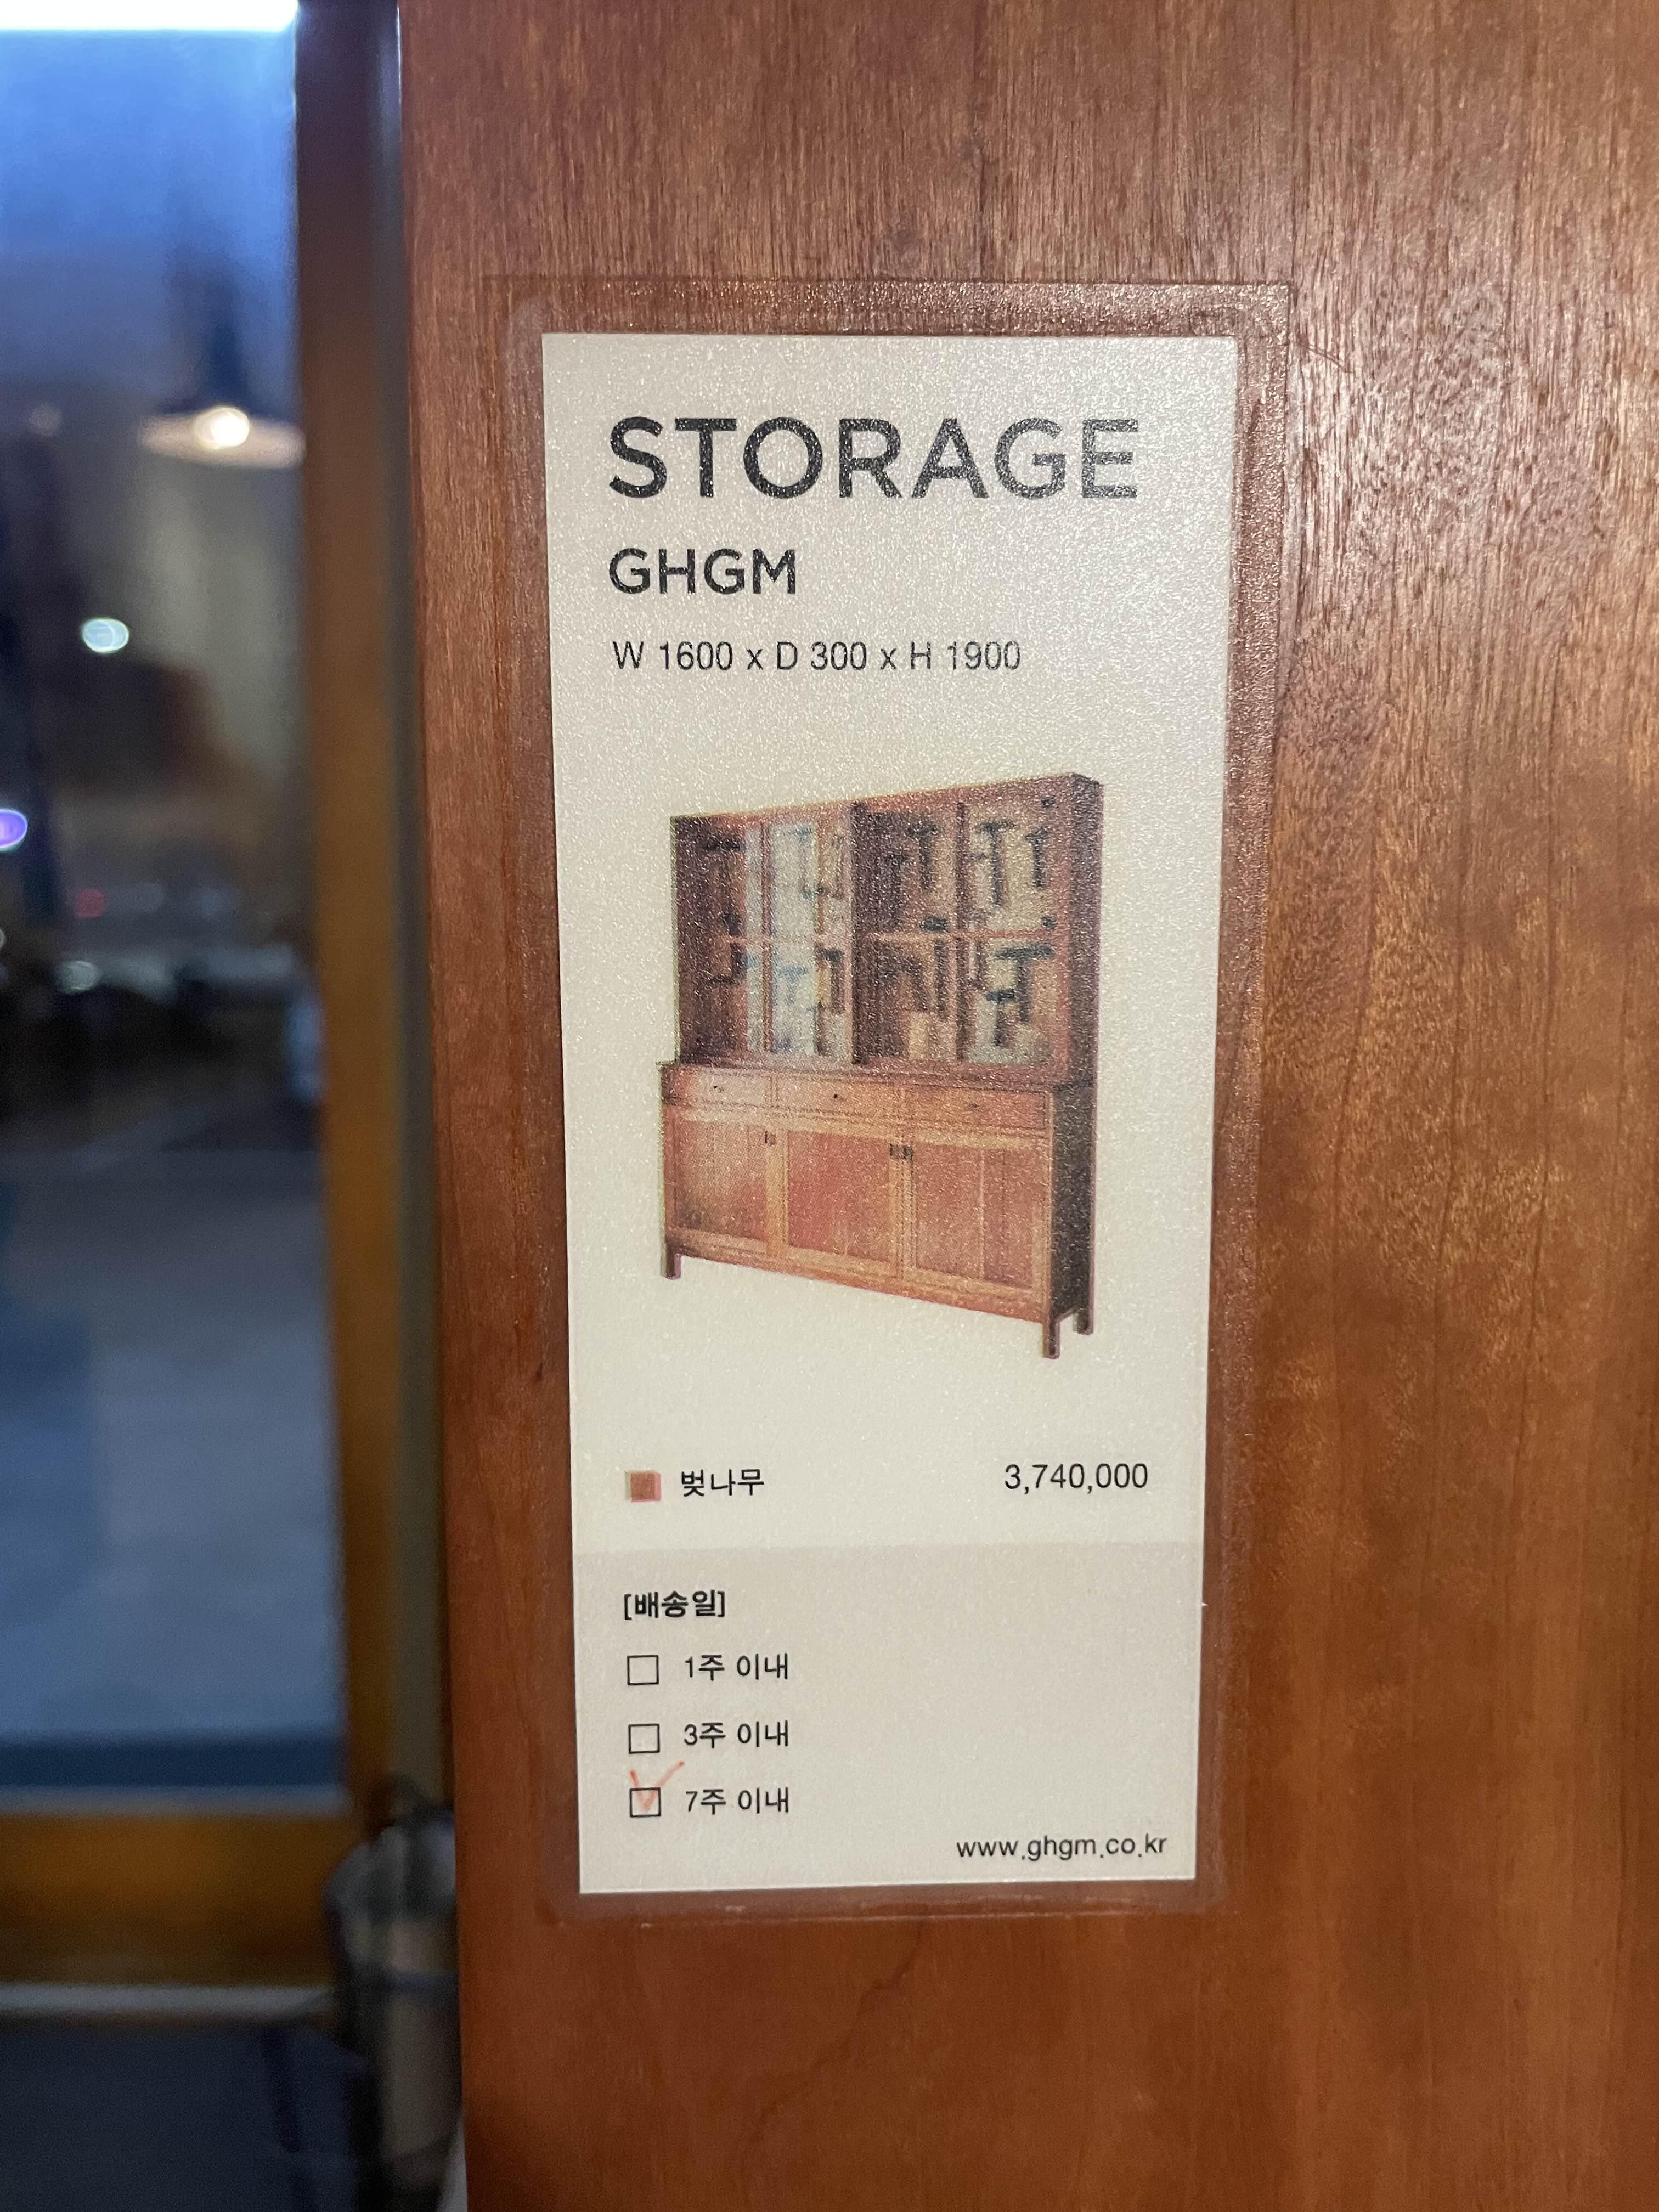 STORAGE
GHGM
W 1600 x D 300 x H 1900
벚나무 3,740,000
[배송일]
1주 이내
3주 이내
7주 이내
www.ghgm.co.kr